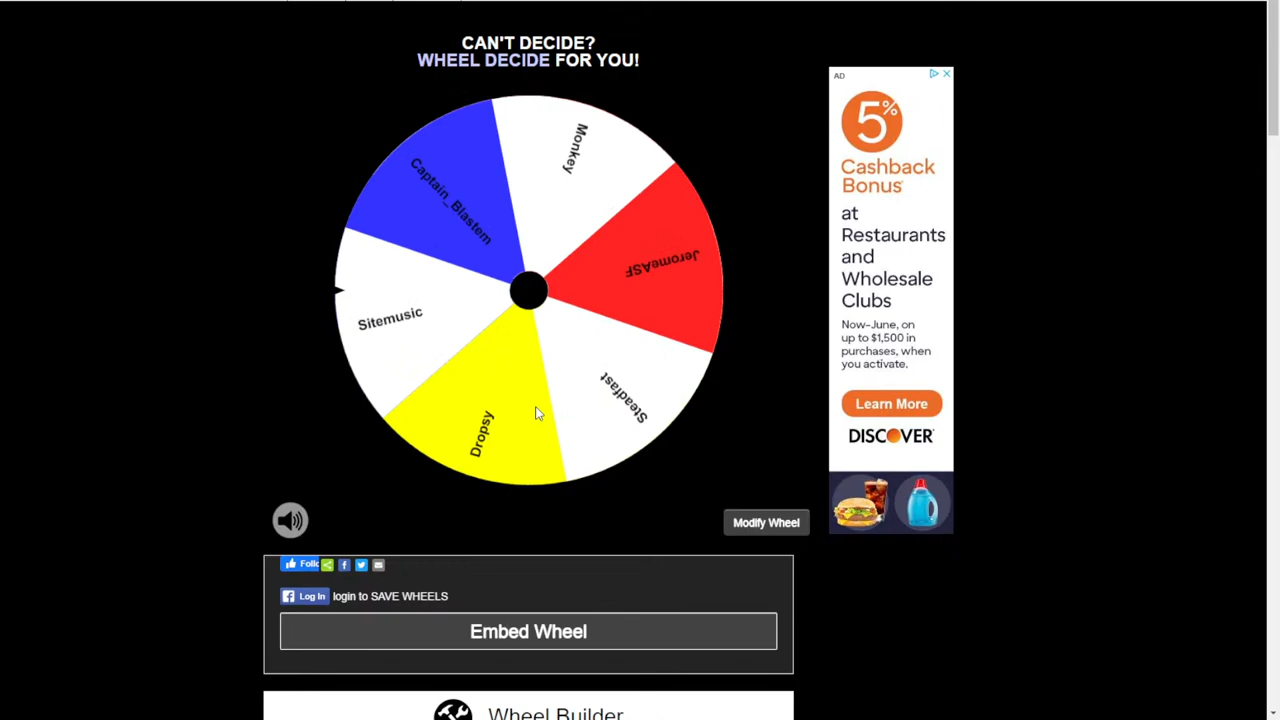 CAN'T DECIDE?
WHEEL DECIDE FOR YOU!
Monkey
Captain_Blastem
JeromeASF
Sitemusic
Steadfast
Dropsy
Modify Wheel
AD
5%
Cashback
Bonus
at
Restaurants
and
Wholesale
Clubs
Now-June, on
up to $1,500 in
purchases, when
you activate.
Learn More
DISCOVER
Follo
Log In login to SAVE WHEELS
Embed Wheel
Wheel Builder